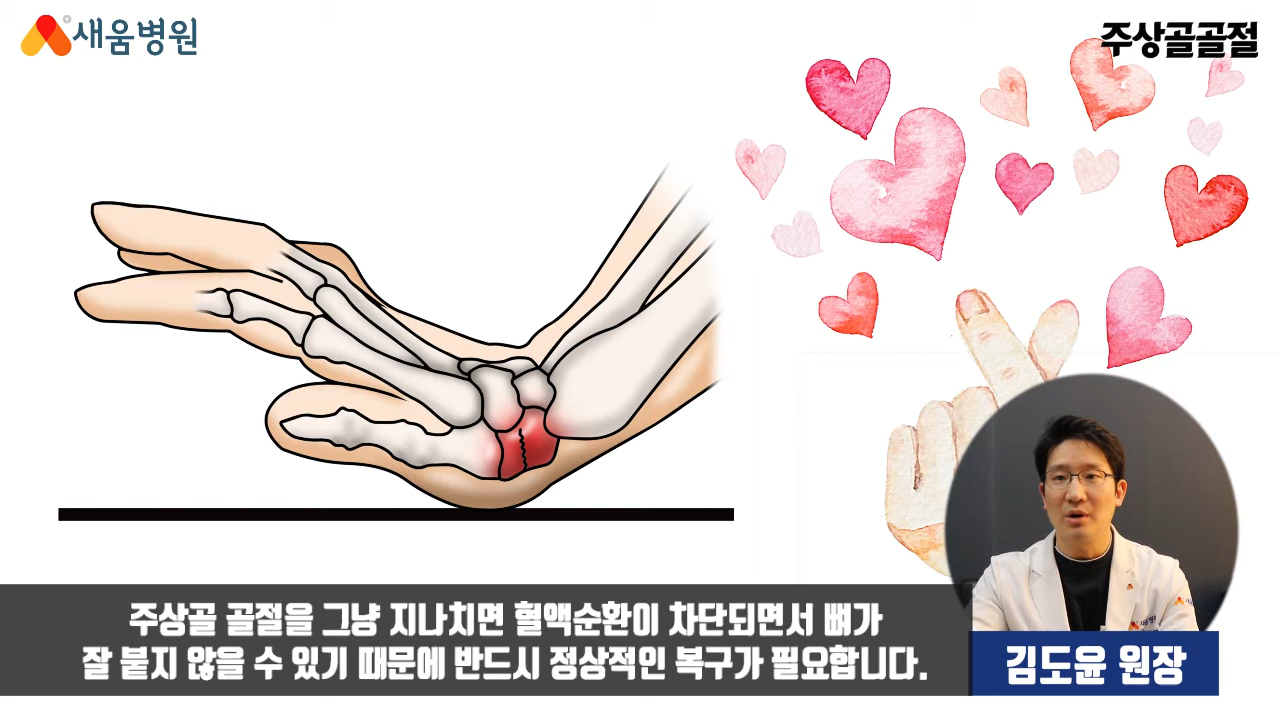 새움병원
주상골골절
주상골 골절을 그냥 지나치면 혈액순환이 차단되면서 뼈가
잘 붙지 않을 수 있기 때문에 반드시 정상적인 복구가 필요합니다.
김도윤 원장